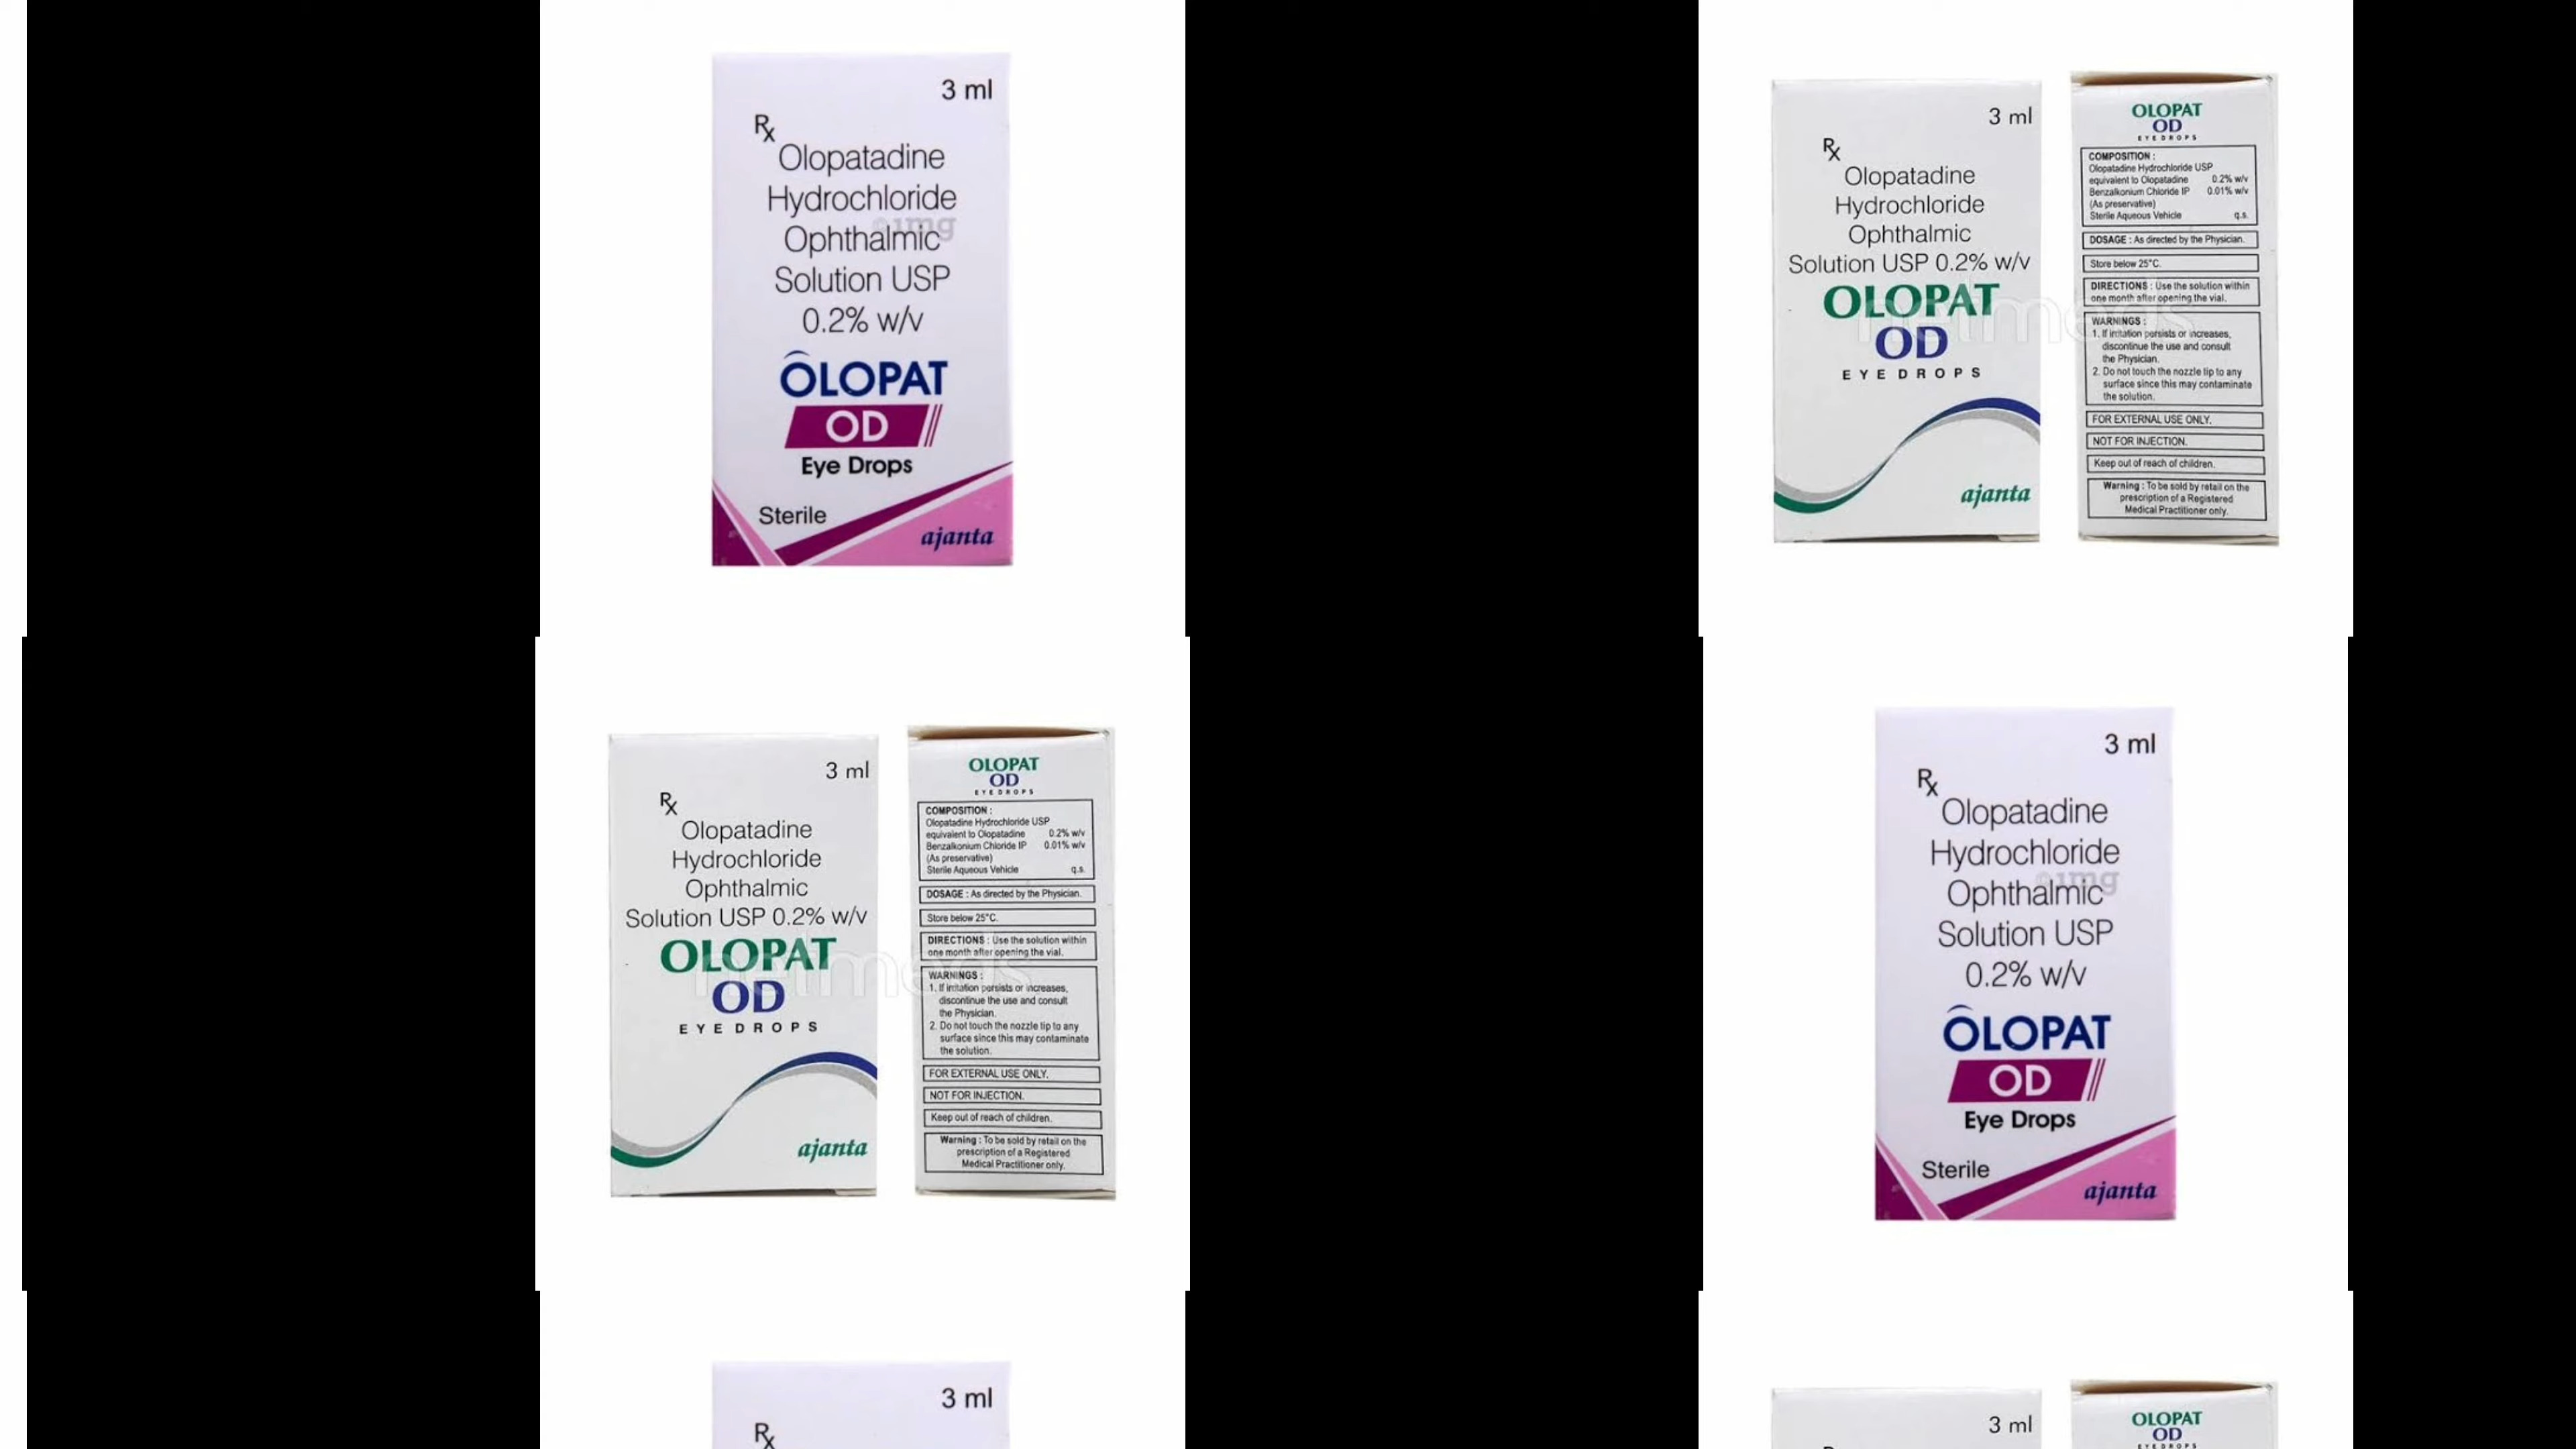 3 ml
Rx
Olopatadine
Hydrochloride
Ophthalmic
1mg
Solution USP
0.2% w/v
OLOPAT
OD
Eye Drops
Sterile
ajanta
3 ml
Rx
Olopatadine
Hydrochloride
Ophthalmic
Solution USP 0.2% w/v
OLOPAT
OD
EYE DROPS
ajanta
netmeds
OLOPAT
OD
EYE DROPS
COMPOSITION :
Olopatadine Hydrochloride USP
equivalent to Olopatadine 0.2% w/v
Benzalkonium Chloride IP 0.01% w/v
(As preservative)
Sterile Aqueous Vehicle q.s.
DOSAGE : As directed by the Physician.
Store below 25°C.
DIRECTIONS : Use the solution within
one month after opening the vial.
WARNINGS :
1. If irritation persists or increases,
discontinue the use and consult
the Physician.
2. Do not touch the nozzle tip to any
surface since this may contaminate
the solution.
FOR EXTERNAL USE ONLY.
NOT FOR INJECTION.
Keep out of reach of children.
Warning : To be sold by retail on the
prescription of a Registered
Medical Practitioner only.
3 ml
Rx
Olopatadine
Hydrochloride
Ophthalmic
Solution USP 0.2% w/v
OLOPAT
OD
EYE DROPS
ajanta
netmeds
OLOPAT
OD
EYE DROPS
COMPOSITION :
Olopatadine Hydrochloride USP
equivalent to Olopatadine 0.2% w/v
Benzalkonium Chloride IP 0.01% w/v
(As preservative)
Sterile Aqueous Vehicle q.s.
DOSAGE : As directed by the Physician.
Store below 25°C.
DIRECTIONS : Use the solution within
one month after opening the vial.
WARNINGS :
1. If irritation persists or increases,
discontinue the use and consult
the Physician.
2. Do not touch the nozzle tip to any
surface since this may contaminate
the solution.
FOR EXTERNAL USE ONLY.
NOT FOR INJECTION.
Keep out of reach of children.
Warning : To be sold by retail on the
prescription of a Registered
Medical Practitioner only.
3 ml
Rx
Olopatadine
Hydrochloride
Ophthalmic
1mg
Solution USP
0.2% w/v
OLOPAT
OD
Eye Drops
Sterile
ajanta
3 ml
Rx
3 ml
OLOPAT
OD
EYE DROPS